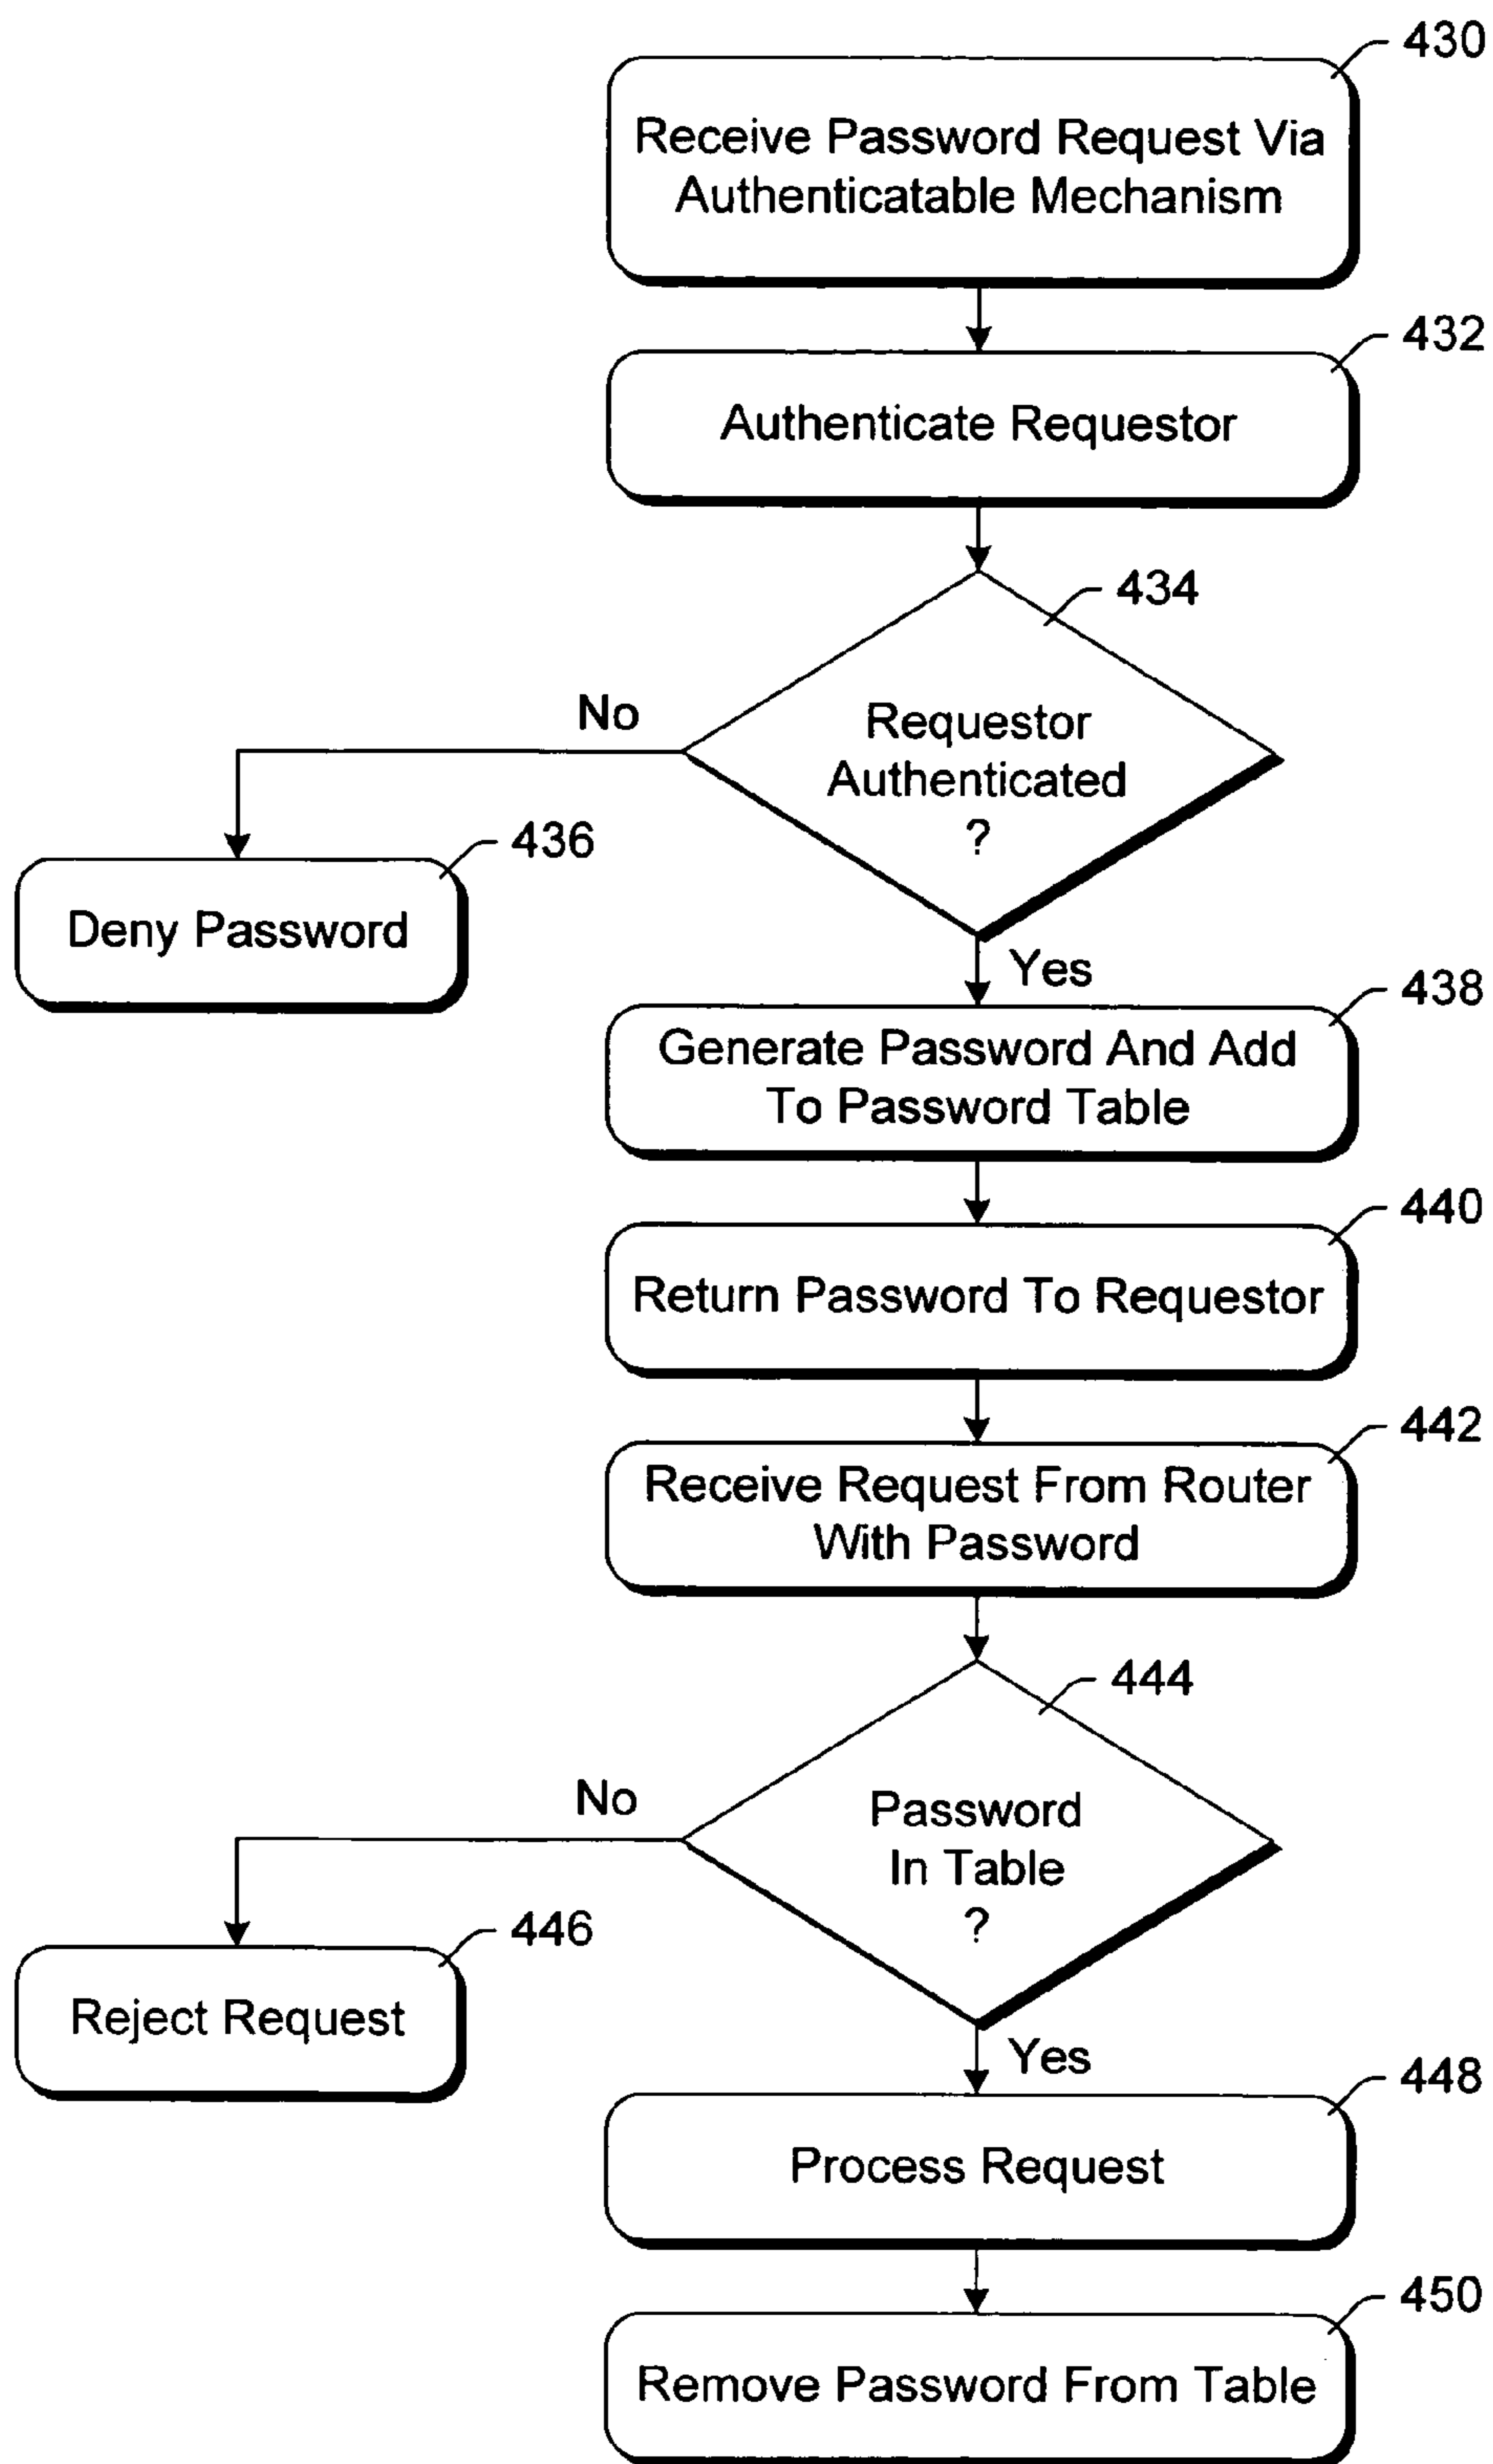 430
Receive Password Request Via
Authenticatable Mechanism
432
Authenticate Requestor
434
Requestor
Authenticated
?
No
436
Deny Password
Yes
438
Generate Password And Add
To Password Table
440
Return Password To Requestor
442
Receive Request From Router
With Password
444
Password
In Table
?
No
446
Reject Request
Yes
448
Process Request
450
Remove Password From Table